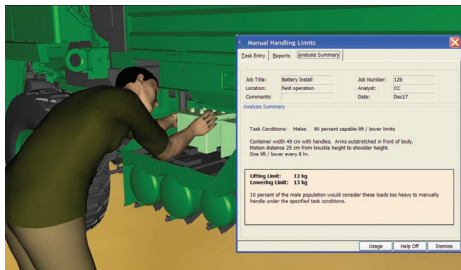 Manual Handling Limits
Task Entry Reports Analysis Summary
Job Title: Battery Install Job Number: 12b
Location: field operation Analyst: CC
Comments: Date: Dec17
Analysis Summary
Task Conditions: Males 90 percent capable lift / lower limits
Container width 49 cm with handles. Arms outstretched in front of body.
Motion distance 25 cm from knuckle height to shoulder height.
One lift / lower every 8 hr.
Lifting Limit: 12 kg
Lowering Limit: 13 kg
10 percent of the male population would consider these loads too heavy to manually
handle under the specified task conditions.
Usage Help Off Dismiss